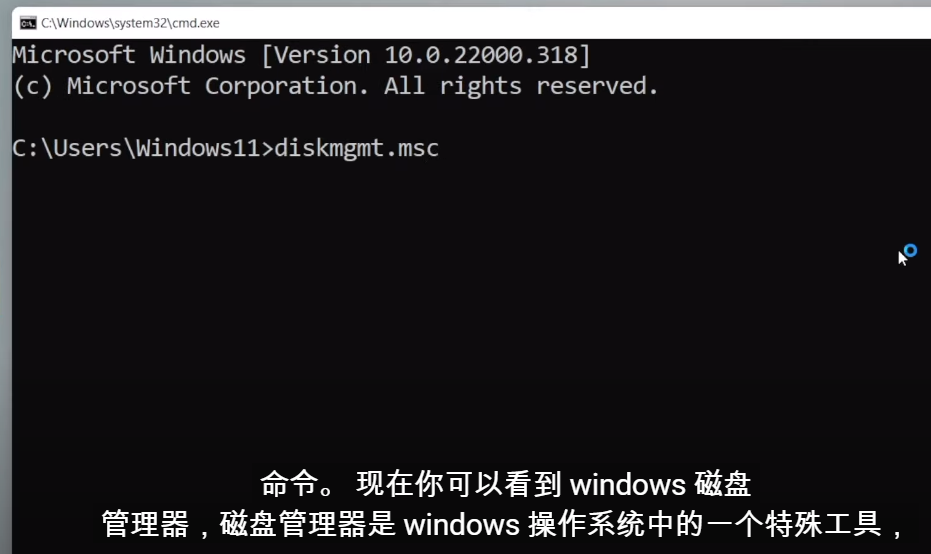 C:\Windows\system32\cmd.exe
Microsoft Windows [Version 10.0.22000.318]
(c) Microsoft Corporation. All rights reserved.
C:\Users\Windows11>diskmgmt.msc
命令。 现在你可以看到 windows 磁盘
管理器，磁盘管理器是 windows 操作系统中的一个特殊工具，